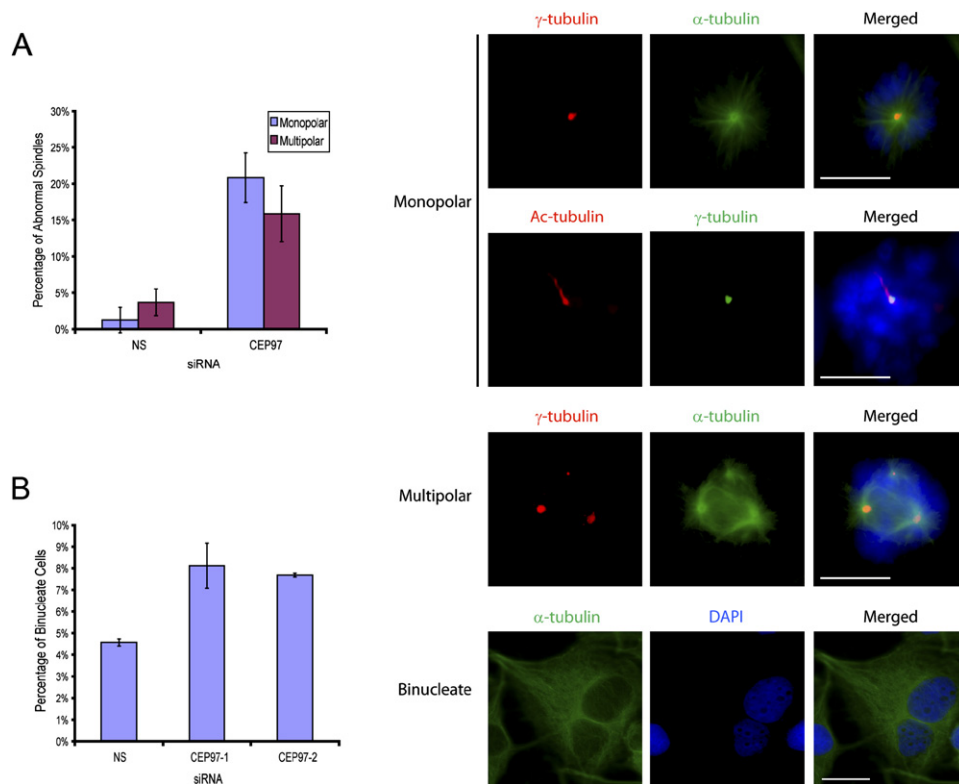 A
Percentage of Abnormal Spindles
30%
25%
20%
15%
10%
5%
0%
Monopolar
Multipolar
NS
CEP97
siRNA
γ-tubulin
α-tubulin
Merged
Monopolar
Ac-tubulin
γ-tubulin
Merged
γ-tubulin
α-tubulin
Merged
Multipolar
B
Percentage of Binucleate Cells
10%
9%
8%
7%
6%
5%
4%
3%
2%
1%
0%
NS
CEP97-1
CEP97-2
siRNA
α-tubulin
DAPI
Merged
Binucleate